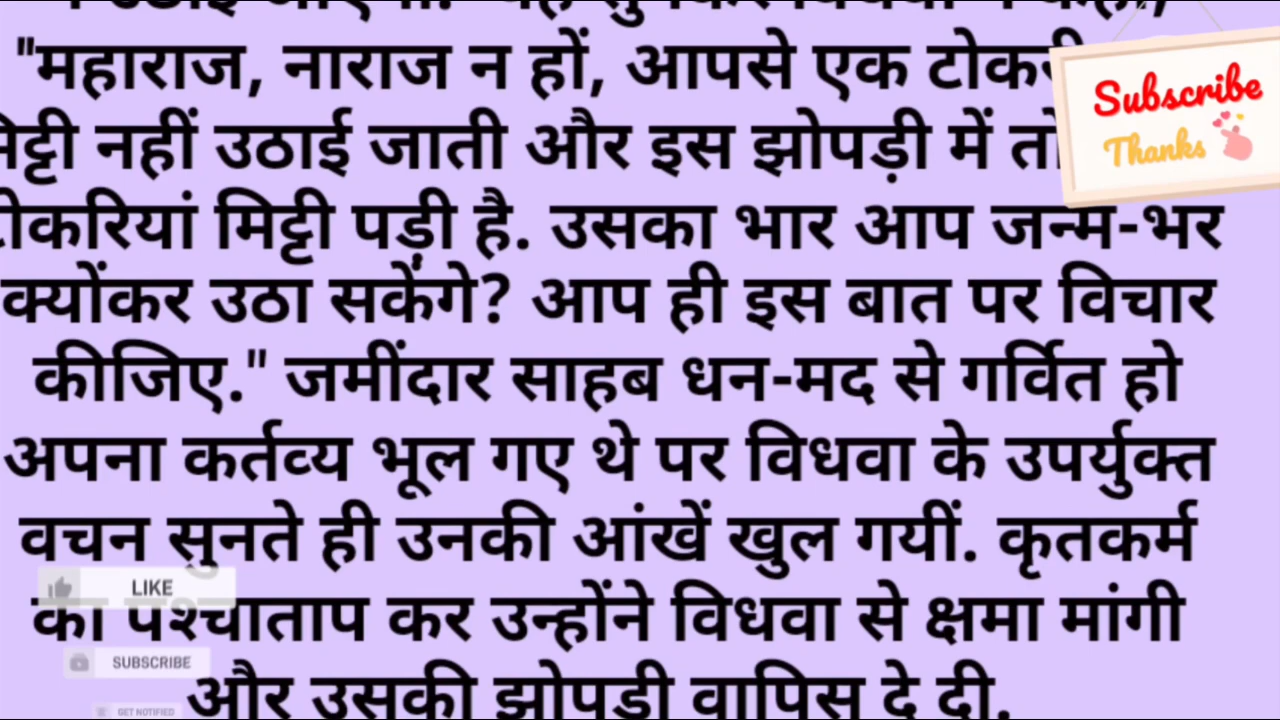 "महाराज, नाराज न हों, आपसे एक
नहीं उठाई जाती और इस झोपड़ी में
मिट्टी पड़ी है. उसका भार आप जन्म-भर
क्योंकर उठा सकेंगे? आप ही इस बात पर विचार
कीजिए." जमींदार साहब धन-मद से गर्वित हो
अपना कर्तव्य भूल गए थे पर विधवा के उपर्युक्त
वचन सुनते ही उनकी आंखें खुल गयीं. कृतकर्म
का पश्चाताप कर उन्होंने विधवा से क्षमा मांगी
और उसकी झोपड़ी वापिस दे दी.
Subscribe
Thanks
LIKE
SUBSCRIBE
GET NOTIFIED